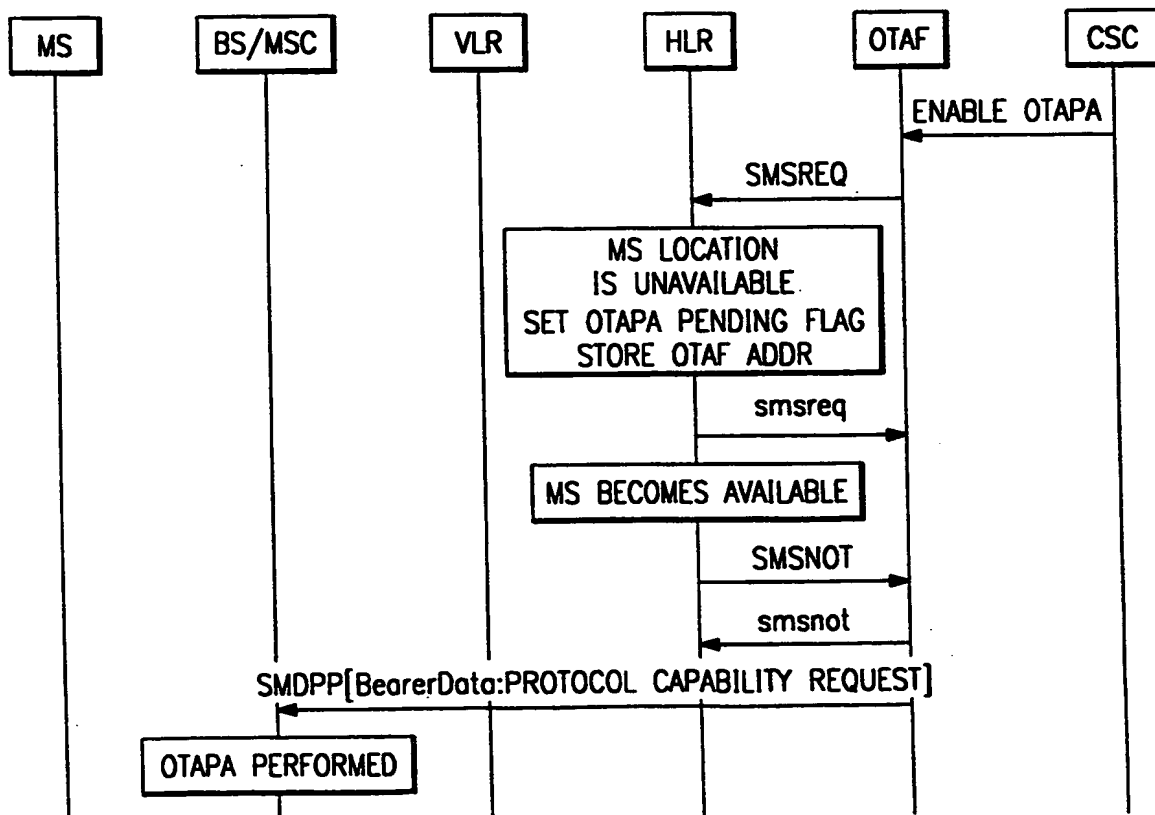 MS
BS/MSC
VLR
HLR
OTAF
CSC
ENABLE OTAPA
SMSREQ
MS LOCATION
IS UNAVAILABLE
SET OTAPA PENDING FLAG
STORE OTAF ADDR
smsreq
MS BECOMES AVAILABLE
SMSNOT
smsnot
SMDPP[BearerData:PROTOCOL CAPABILITY REQUEST]
OTAPA PERFORMED